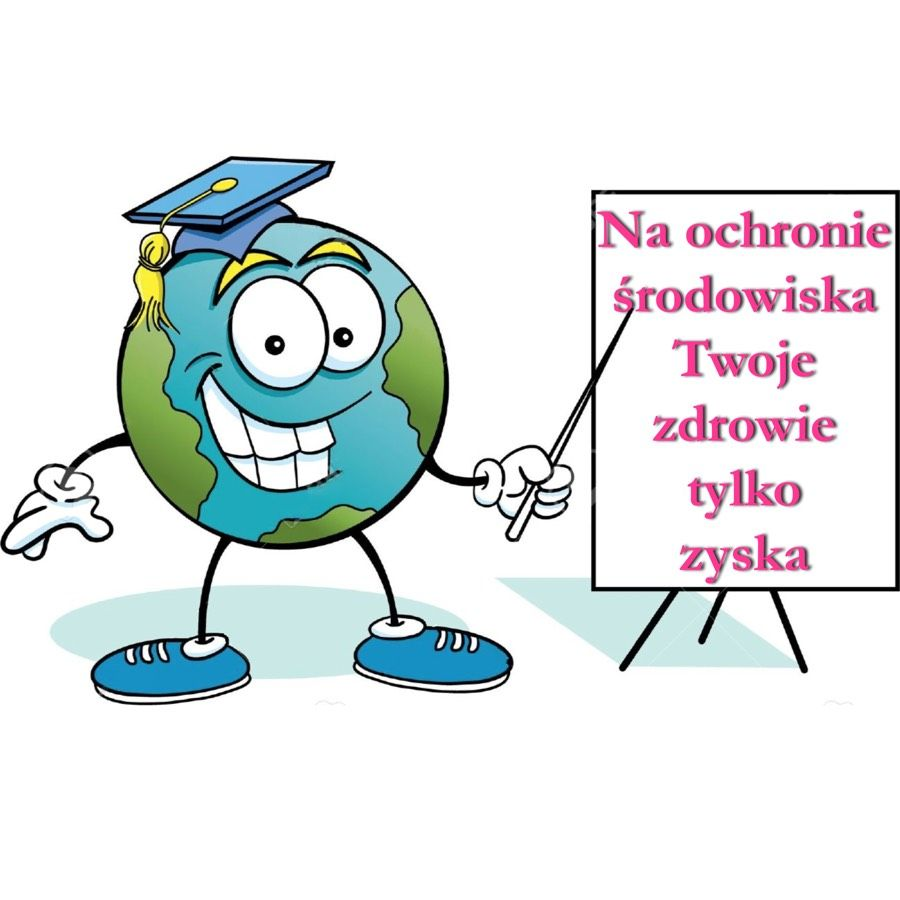 Na ochronie
środowiska
Twoje
zdrowie
tylko
zyska